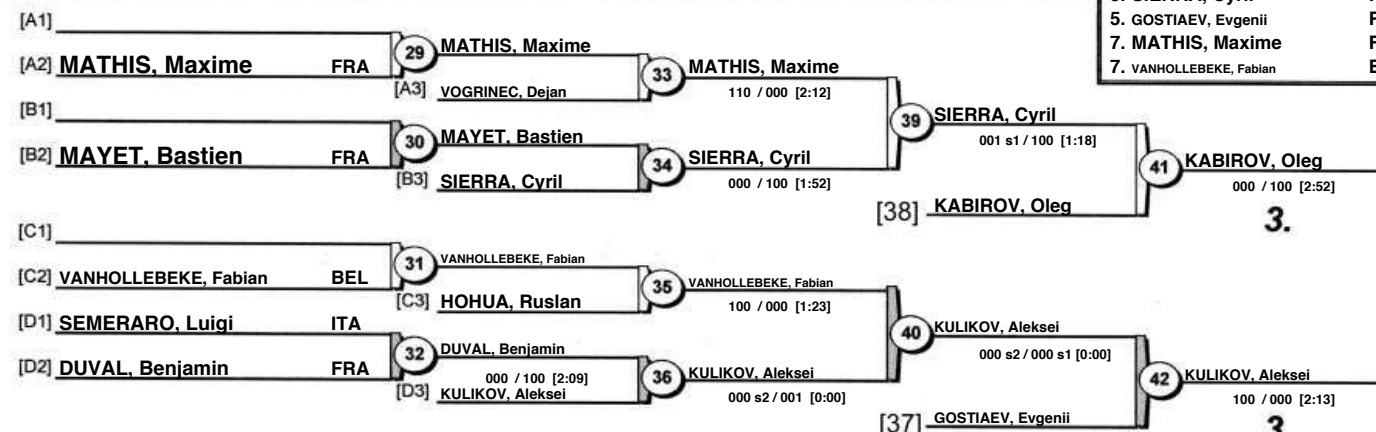 5. GOSTIAEV, Evgenii
7. MATHIS, Maxime
7. VANHOLLEBEKE, Fabian
[A1]
[A2] MATHIS, Maxime FRA
29
MATHIS, Maxime
[A3] VOGRINEC, Dejan
33
MATHIS, Maxime
110 / 000 [2:12]
[B1]
[B2] MAYET, Bastien FRA
30
MAYET, Bastien
[B3] SIERRA, Cyril
34
SIERRA, Cyril
000 / 100 [1:52]
39
SIERRA, Cyril
001 s1 / 100 [1:18]
[38] KABIROV, Oleg
41
KABIROV, Oleg
000 / 100 [2:52]
3.
[C1]
[C2] VANHOLLEBEKE, Fabian BEL
31
VANHOLLEBEKE, Fabian
[C3] HOHUA, Ruslan
35
VANHOLLEBEKE, Fabian
100 / 000 [1:23]
[D1] SEMERARO, Luigi ITA
[D2] DUVAL, Benjamin FRA
32
DUVAL, Benjamin
000 / 100 [2:09]
[D3] KULIKOV, Aleksei
36
KULIKOV, Aleksei
000 s2 / 001 [0:00]
40
KULIKOV, Aleksei
000 s2 / 000 s1 [0:00]
[37] GOSTIAEV, Evgenii
42
KULIKOV, Aleksei
100 / 000 [2:13]
3